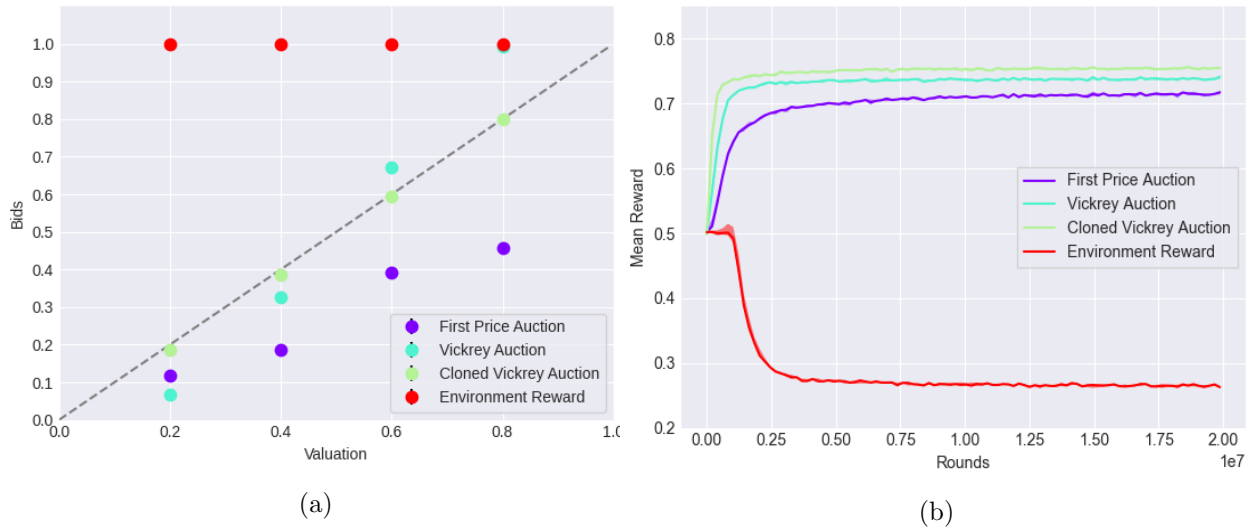 1.0
0.9
0.8
0.7
0.6
0.5
0.4
0.3
0.2
0.1
0.0
Bids
0.0 0.2 0.4 0.6 0.8 1.0
Valuation
First Price Auction
Vickrey Auction
Cloned Vickrey Auction
Environment Reward
(a)
0.8
0.7
0.6
0.5
0.4
0.3
0.2
Mean Reward
First Price Auction
Vickrey Auction
Cloned Vickrey Auction
Environment Reward
0.00 0.25 0.50 0.75 1.00 1.25 1.50 1.75 2.00
1e7
Rounds
(b)